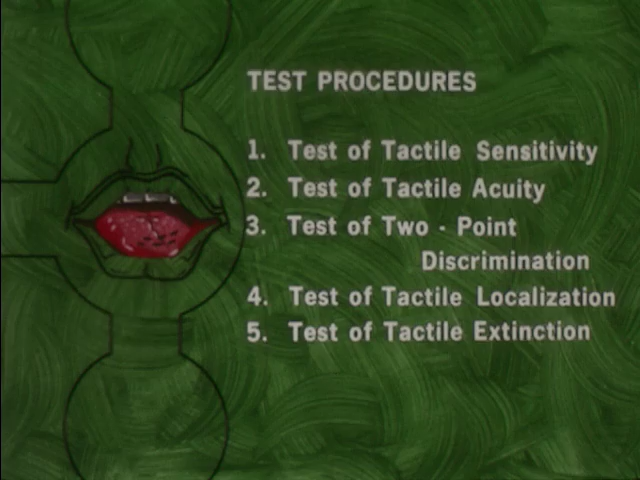 TEST PROCEDURES
1. Test of Tactile Sensitivity
2. Test of Tactile Acuity
3. Test of Two - Point
Discrimination
4. Test of Tactile Localization
5. Test of Tactile Extinction